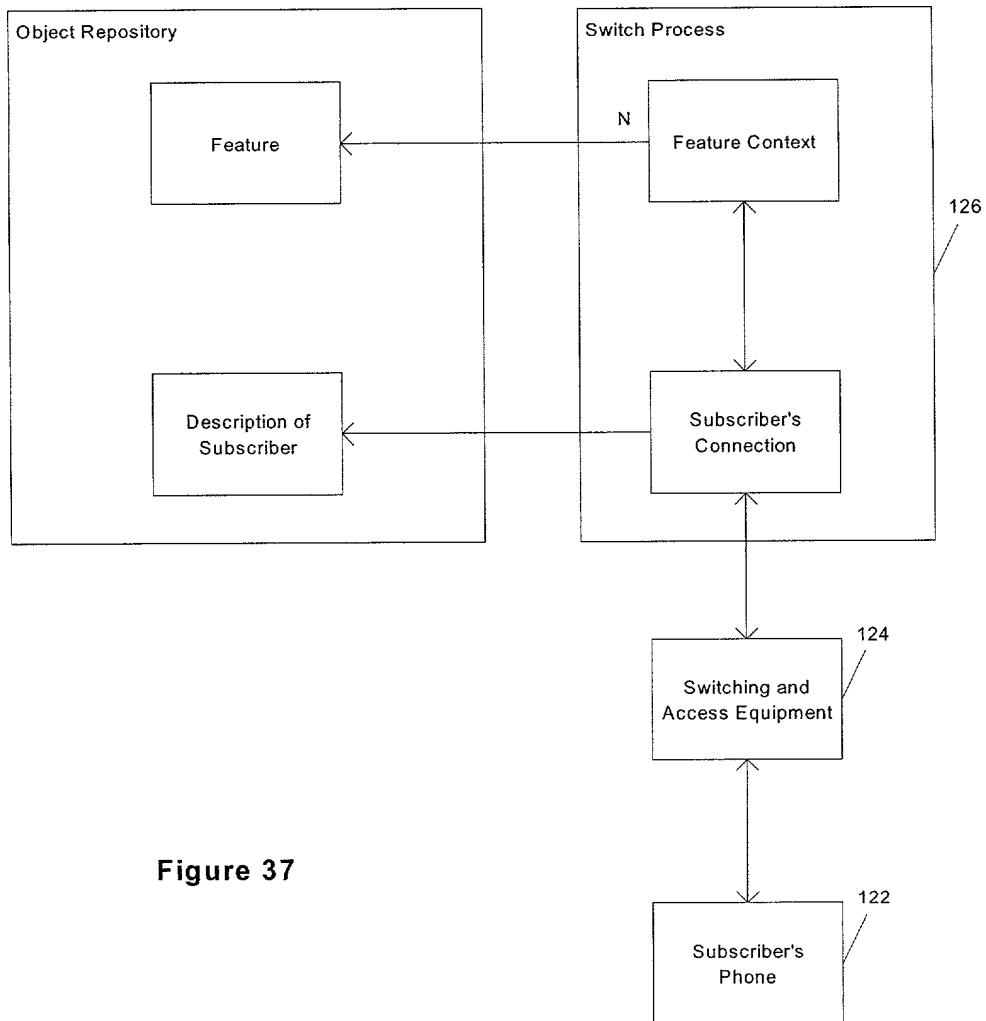 Object Repository
Switch Process
Feature
N
Feature Context
126
Description of
Subscriber
Subscriber's
Connection
124
Switching and
Access Equipment
Figure 37
122
Subscriber's
Phone